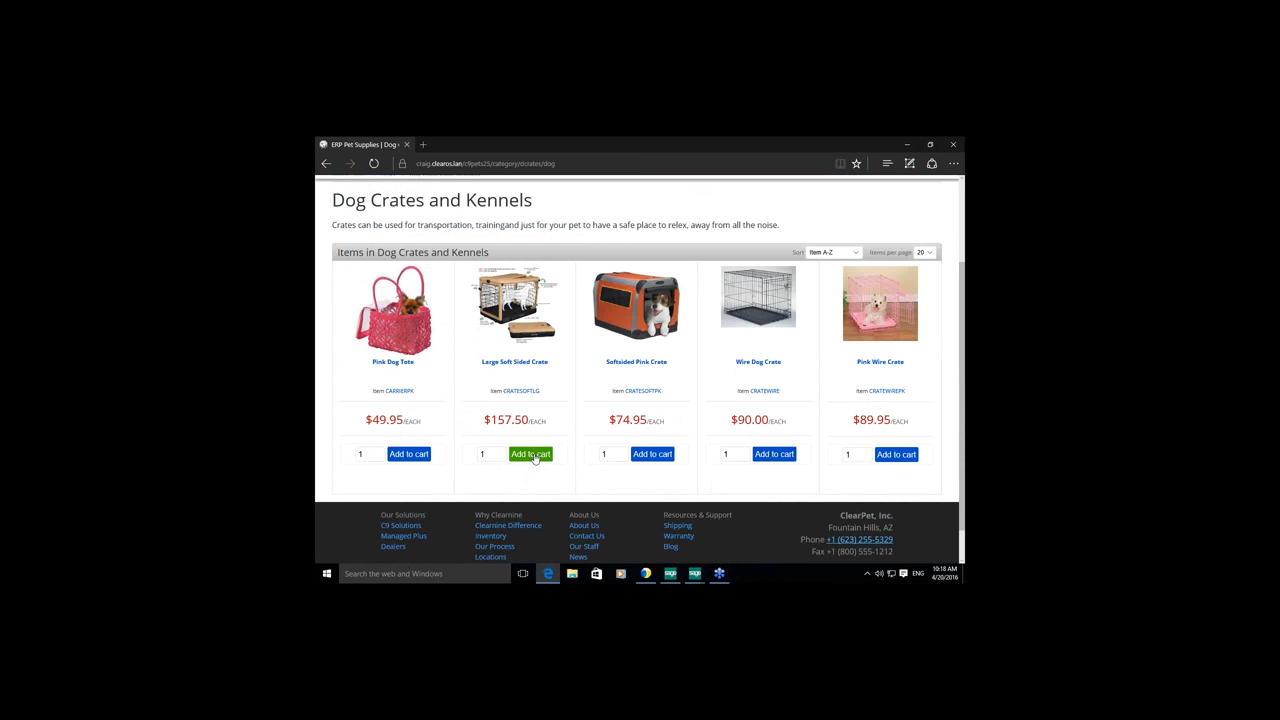 ERP Pet Supplies | Dog
craig.clearos.lan/c9pets25/category/dcrates/dog
Dog Crates and Kennels
Crates can be used for transportation, trainingand just for your pet to have a safe place to relex, away from all the noise.
Items in Dog Crates and Kennels Sort Item A-Z Items per page 20
Pink Dog Tote Large Soft Sided Crate Softsided Pink Crate Wire Dog Crate Pink Wire Crate
Item CARRIERPK Item CRATESOFTLG Item CRATESOFTPK Item CRATEWIRE Item CRATEWIREPK
$49.95/EACH $157.50/EACH $74.95/EACH $90.00/EACH $89.95/EACH
1 Add to cart 1 Add to cart 1 Add to cart 1 Add to cart 1 Add to cart
Our Solutions Why Clearnine About Us Resources & Support ClearPet, Inc.
C9 Solutions Clearnine Difference About Us Shipping Fountain Hills, AZ
Managed Plus Inventory Contact Us Warranty Phone +1 (623) 255-5329
Dealers Our Process Our Staff Blog Fax +1 (800) 555-1212
Locations News
Search the web and Windows sage sage ENG 10:18 AM
4/20/2016